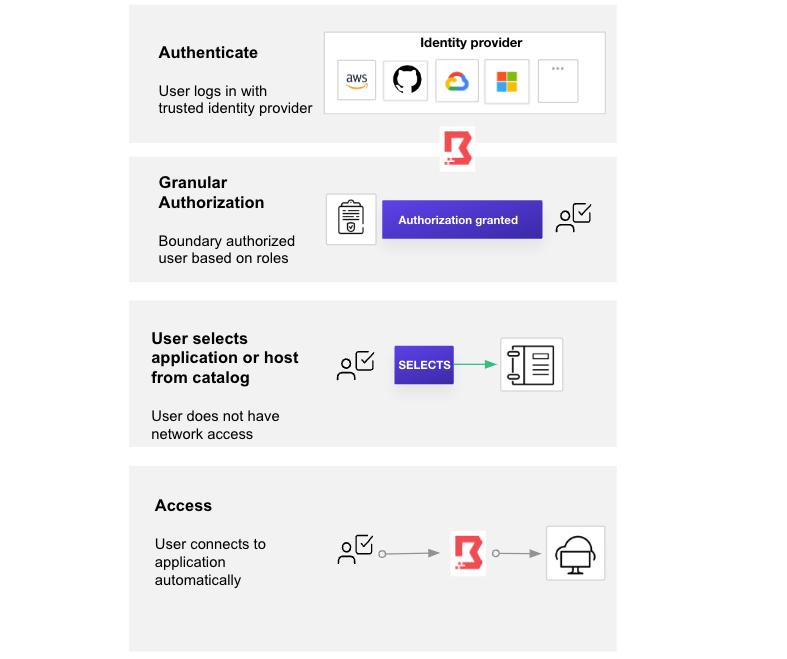 Authenticate
User logs in with
trusted identity provider
Identity provider
aws
...
Granular
Authorization
Boundary authorized
user based on roles
Authorization granted
User selects
application or host
from catalog
User does not have
network access
SELECTS
Access
User connects to
application
automatically